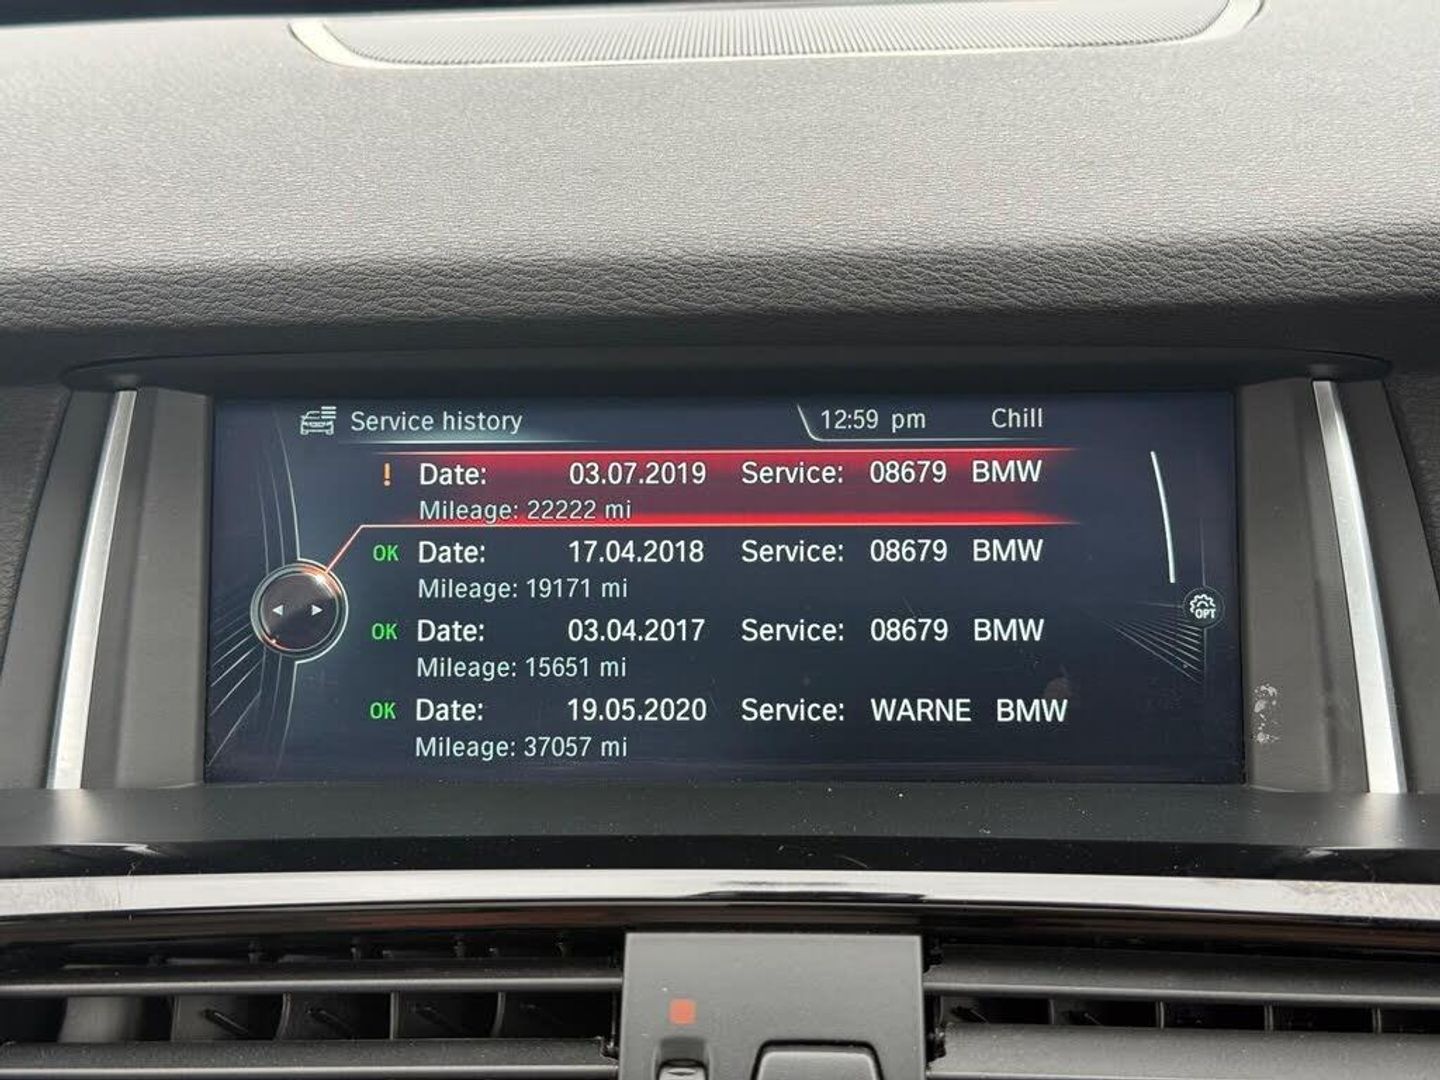 Service history 12:59 pm Chill
! Date: 03.07.2019 Service: 08679 BMW
Mileage: 22222 mi
OK Date: 17.04.2018 Service: 08679 BMW
Mileage: 19171 mi
OK Date: 03.04.2017 Service: 08679 BMW
Mileage: 15651 mi
OK Date: 19.05.2020 Service: WARNE BMW
Mileage: 37057 mi
OPT